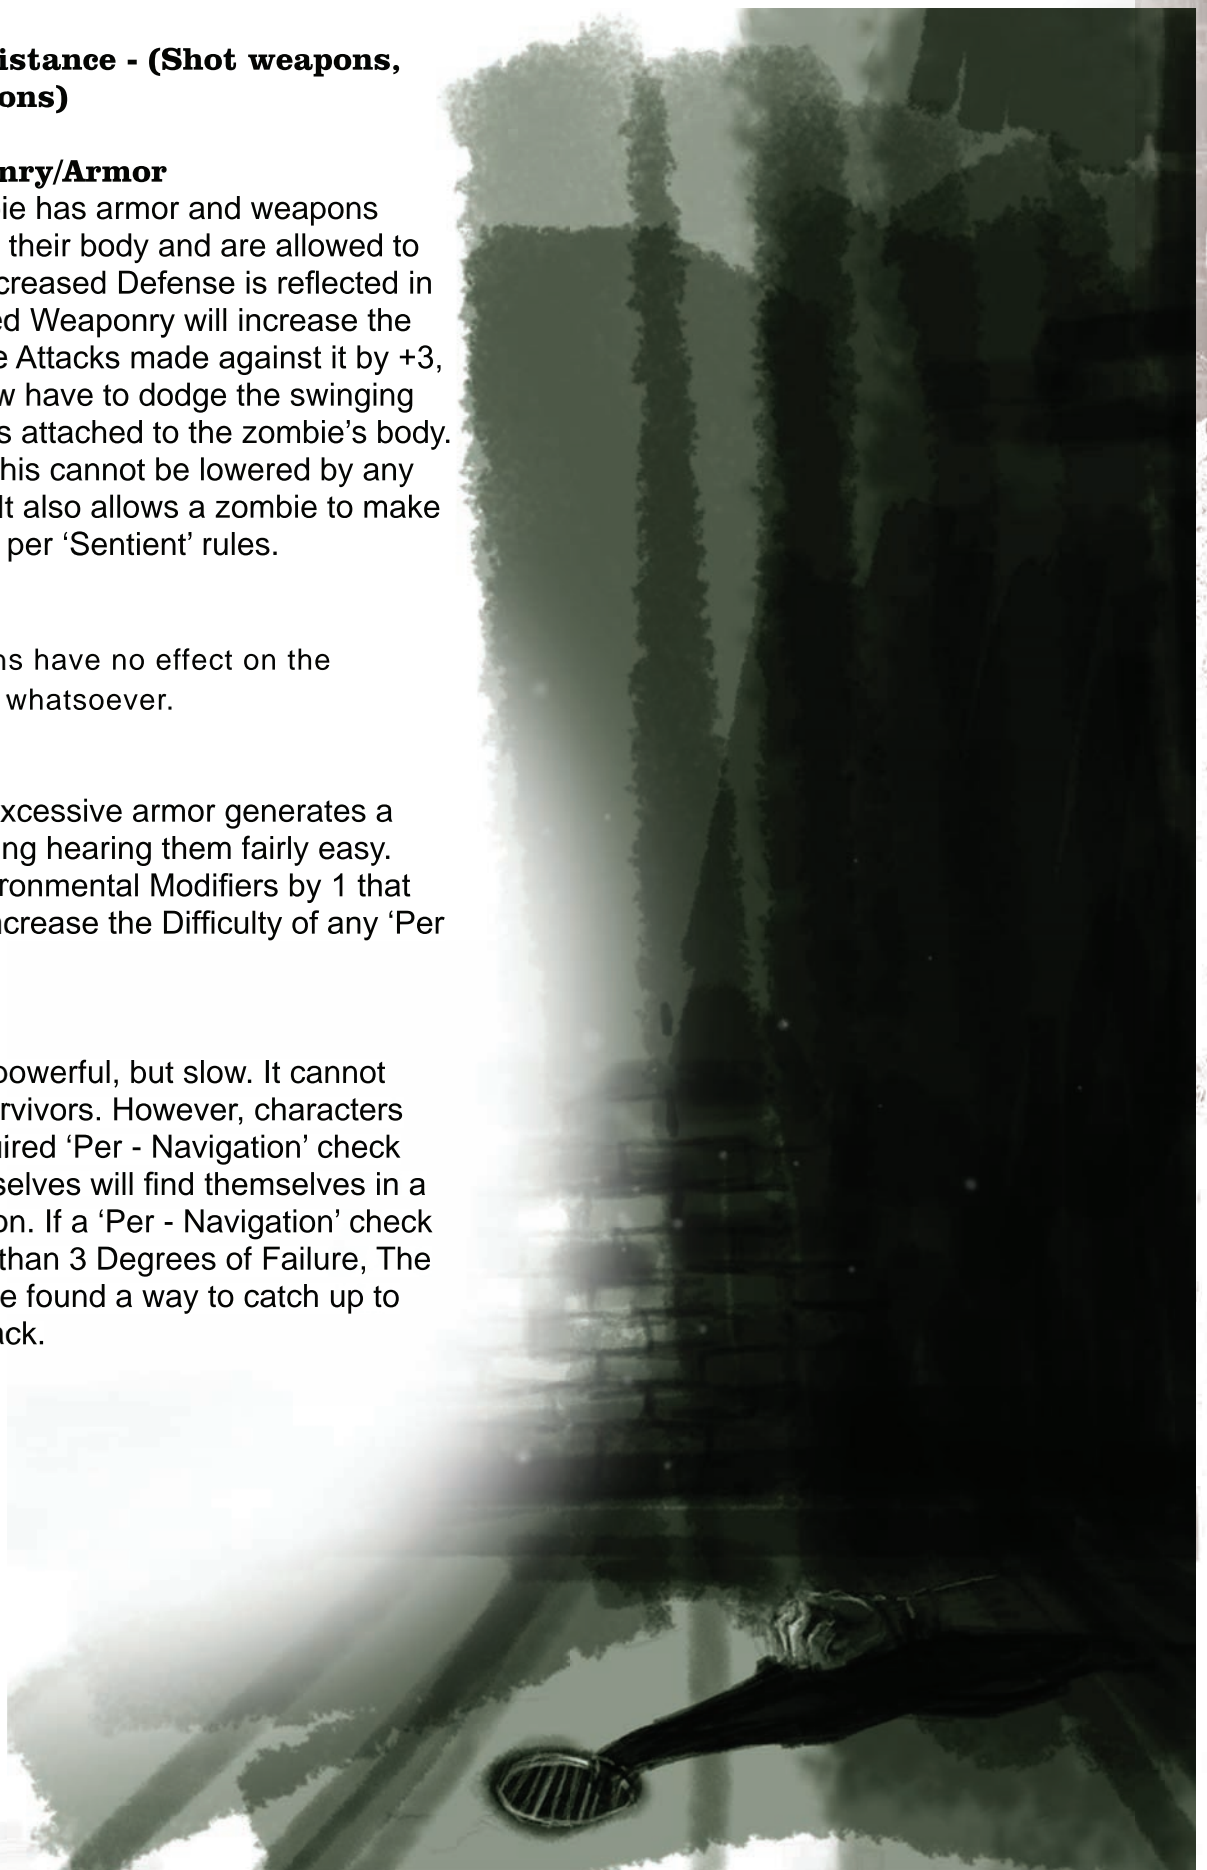 istance - (Shot weapons,
ons)
nry/Armor
ie has armor and weapons
their body and are allowed to
creased Defense is reflected in
ed Weaponry will increase the
e Attacks made against it by +3,
w have to dodge the swinging
s attached to the zombie’s body.
his cannot be lowered by any
It also allows a zombie to make
per ‘Sentient’ rules.
ns have no effect on the
whatsoever.
xcessive armor generates a
ng hearing them fairly easy.
ronmental Modifiers by 1 that
ncrease the Difficulty of any ‘Per
powerful, but slow. It cannot
rvivors. However, characters
uired ‘Per - Navigation’ check
selves will find themselves in a
on. If a ‘Per - Navigation’ check
than 3 Degrees of Failure, The
e found a way to catch up to
ack.